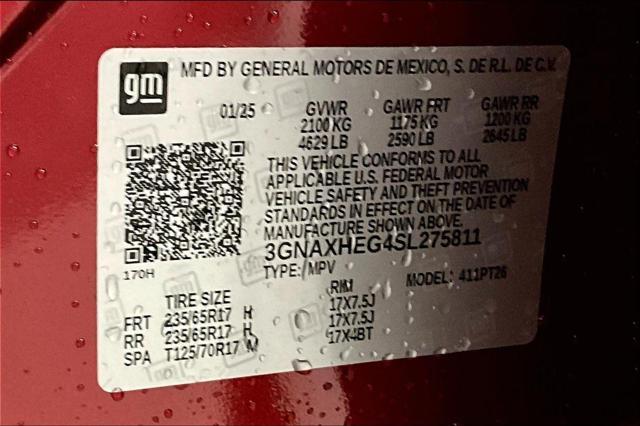 gm
MFD BY GENERAL MOTORS DE MEXICO, S. DE R.L. DE C.V.
01/25 GVWR GAWR FRT GAWR RR
2100 KG 1175 KG 1200 KG
4629 LB 2590 LB 2645 LB
THIS VEHICLE CONFORMS TO ALL
APPLICABLE U.S. FEDERAL MOTOR
VEHICLE SAFETY AND THEFT PREVENTION
STANDARDS IN EFFECT ON THE DATE OF
MANUFACTURE SHOWN ABOVE.
3GNAXHEG4SL275811
170H
TYPE: MPV MODEL: 411PT26
TIRE SIZE RIM
FRT 235/65R17 H 17X7.5J
RR 235/65R17 H 17X7.5J
SPA T125/70R17 M 17X4BT